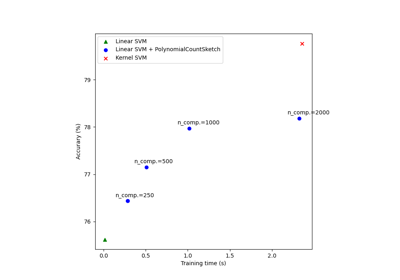 Linear SVM
Linear SVM + PolynomialCountSketch
Kernel SVM
79
n_comp.=2000
78
n_comp.=1000
n_comp.=500
77
n_comp.=250
76
Accurary (%)
0.0 0.5 1.0 1.5 2.0
Training time (s)